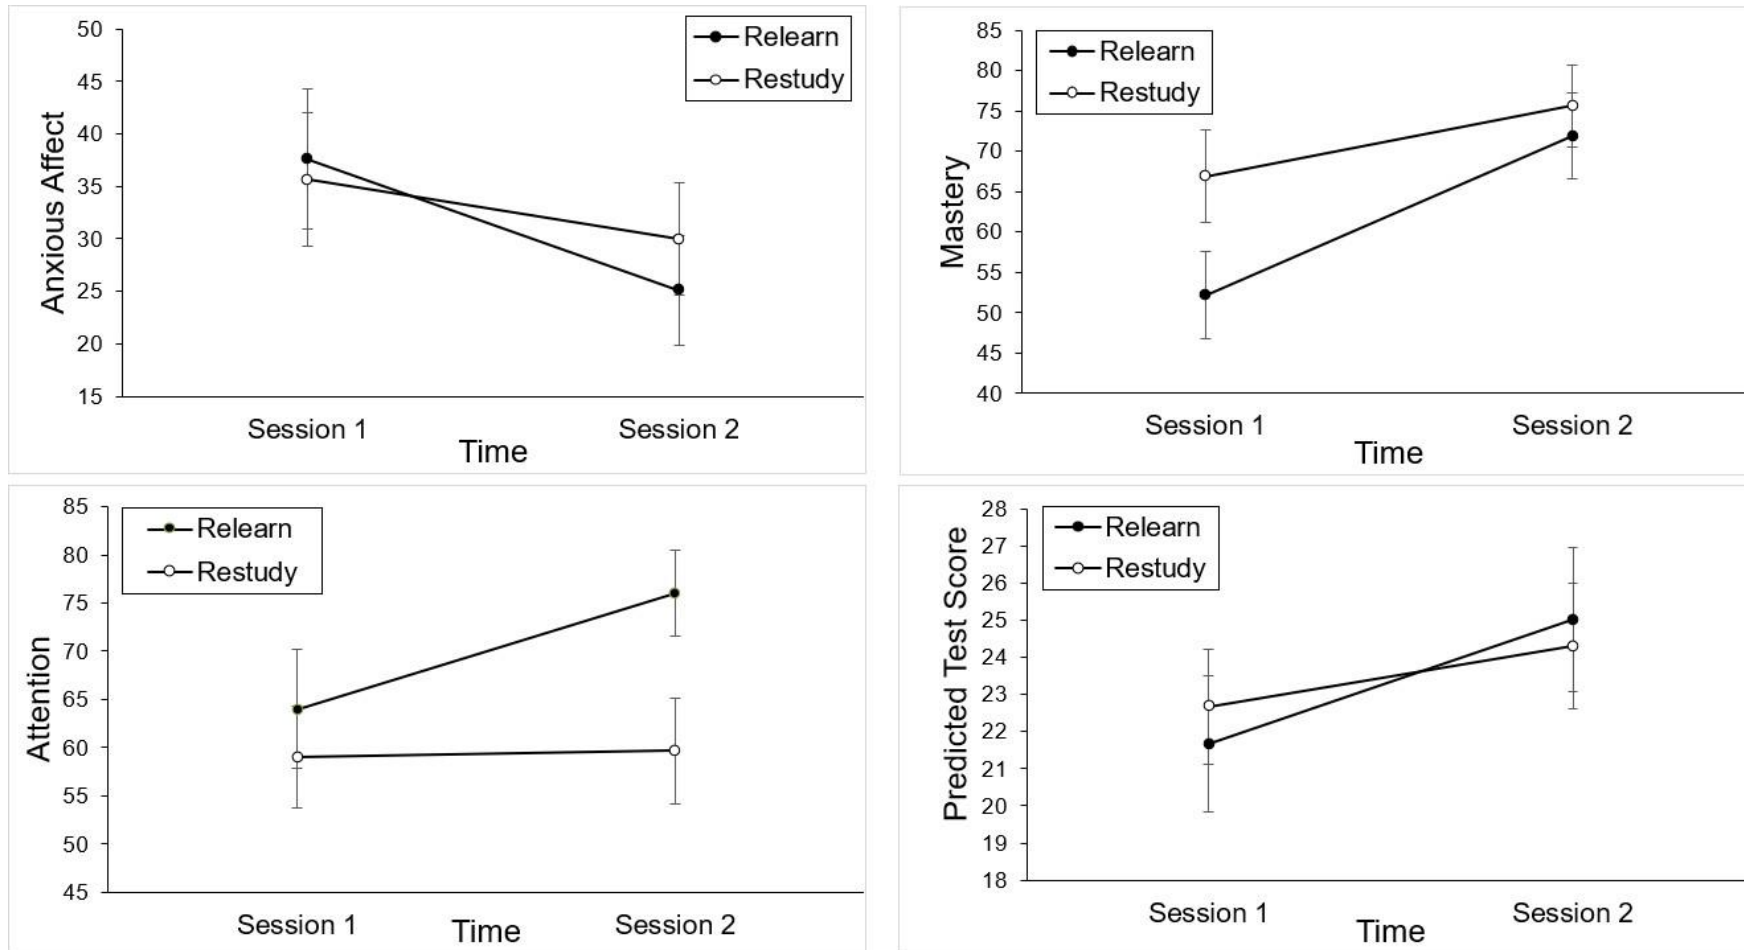 Anxious Affect
50
45
40
35
30
25
20
15
Relearn
Restudy
Session 1
Session 2
Time
Mastery
85
80
75
70
65
60
55
50
45
40
Relearn
Restudy
Session 1
Session 2
Time
Attention
85
80
75
70
65
60
55
50
45
Relearn
Restudy
Session 1
Session 2
Time
Predicted Test Score
28
27
26
25
24
23
22
21
20
19
18
Relearn
Restudy
Session 1
Session 2
Time